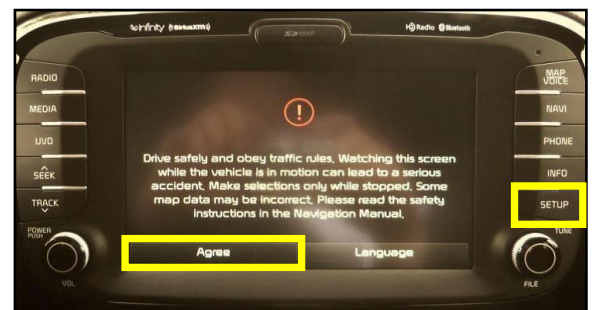 infinity (siriusxm)
SD MAP
HD Radio Bluetooth
RADIO
MEDIA
UVO
SEEK
TRACK
POWER
PUSH
VOL
Drive safely and obey traffic rules. Watching this screen
while the vehicle is in motion can lead to a serious
accident. Make selections only while stopped. Some
map data may be incorrect. Please read the safety
instructions in the Navigation Manual.
Agree
Language
MAP
VOICE
NAVI
PHONE
INFO
SETUP
TUNE
FILE